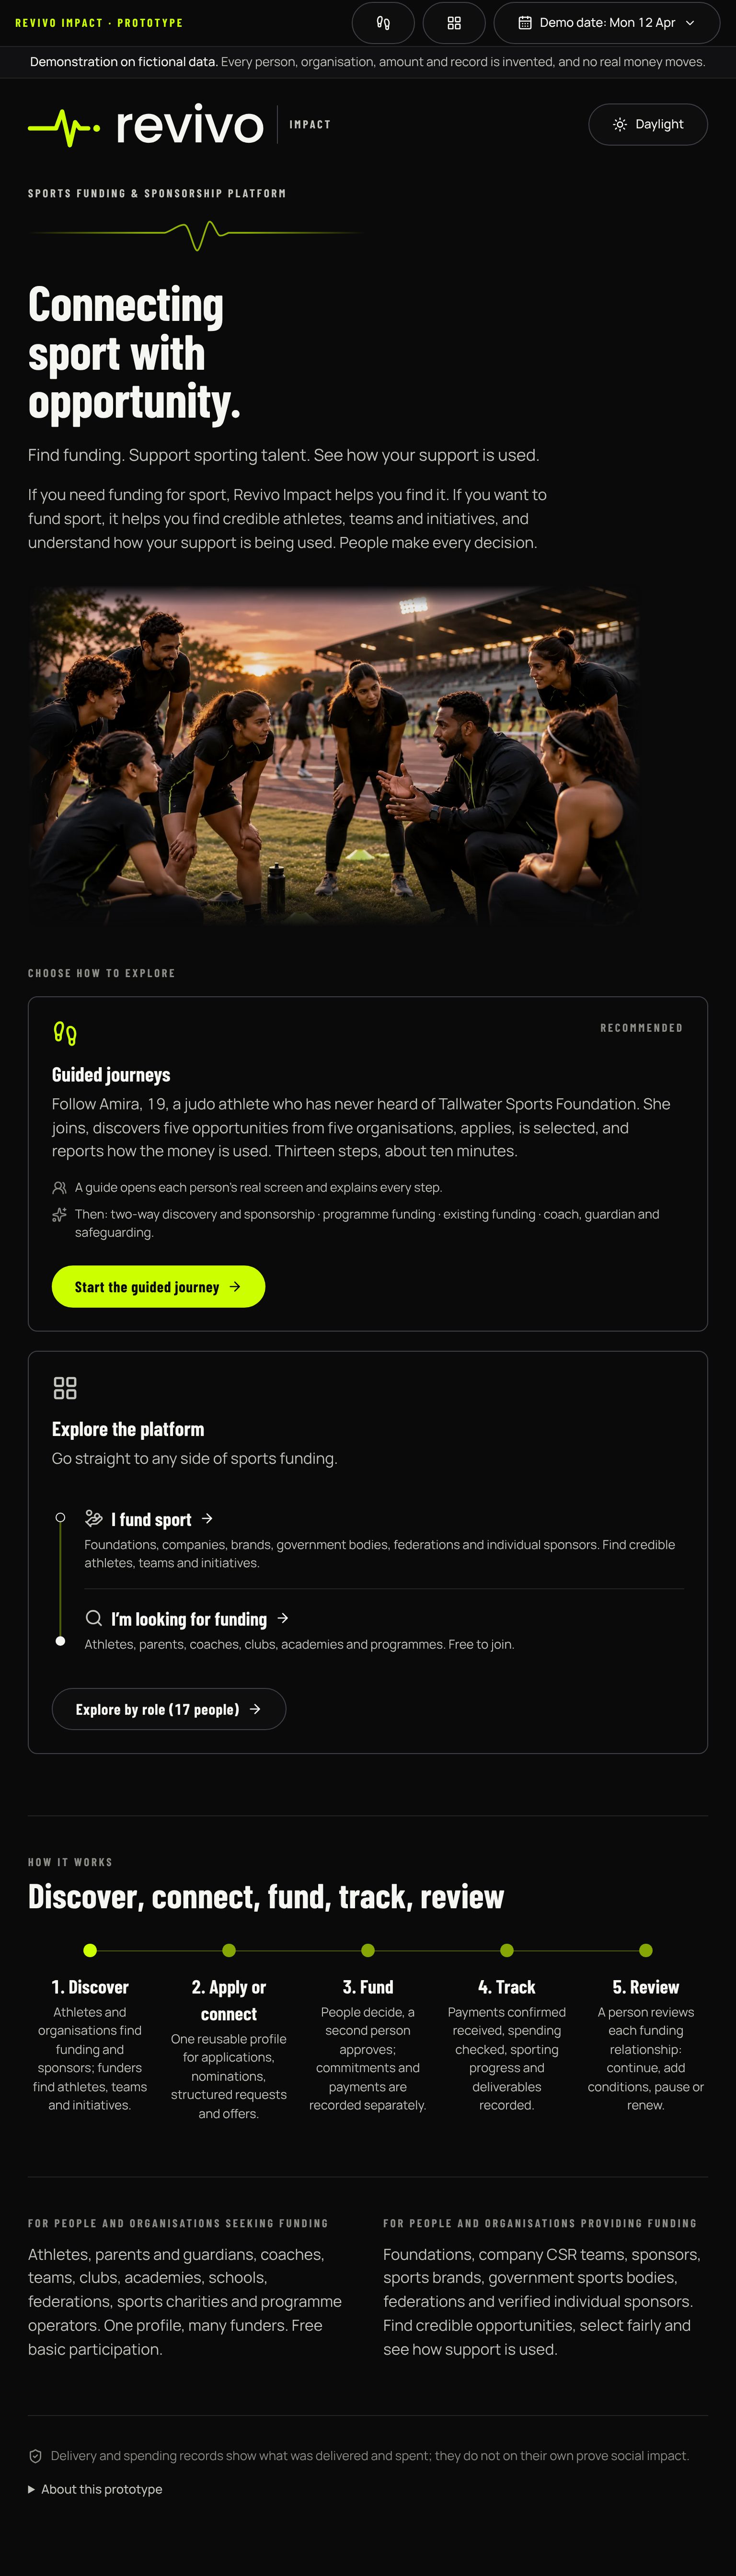 REVIVO IMPACT · PROTOTYPE
Demo date: Mon 12 Apr
Demonstration on fictional data. Every person, organisation, amount and record is invented, and no real money moves.
revivo
IMPACT
Daylight
SPORTS FUNDING & SPONSORSHIP PLATFORM
Connecting
sport with
opportunity.
Find funding. Support sporting talent. See how your support is used.
If you need funding for sport, Revivo Impact helps you find it. If you want to
fund sport, it helps you find credible athletes, teams and initiatives, and
understand how your support is being used. People make every decision.
CHOOSE HOW TO EXPLORE
RECOMMENDED
Guided journeys
Follow Amira, 19, a judo athlete who has never heard of Tallwater Sports Foundation. She
joins, discovers five opportunities from five organisations, applies, is selected, and
reports how the money is used. Thirteen steps, about ten minutes.
A guide opens each person's real screen and explains every step.
Then: two-way discovery and sponsorship · programme funding · existing funding · coach, guardian and
safeguarding.
Start the guided journey
Explore the platform
Go straight to any side of sports funding.
I fund sport
Foundations, companies, brands, government bodies, federations and individual sponsors. Find credible
athletes, teams and initiatives.
I'm looking for funding
Athletes, parents, coaches, clubs, academies and programmes. Free to join.
Explore by role (17 people)
HOW IT WORKS
Discover, connect, fund, track, review
1. Discover
Athletes and
organisations find
funding and
sponsors; funders
find athletes, teams
and initiatives.
2. Apply or
connect
One reusable profile
for applications,
nominations,
structured requests
and offers.
3. Fund
People decide, a
second person
approves;
commitments and
payments are
recorded separately.
4. Track
Payments confirmed
received, spending
checked, sporting
progress and
deliverables
recorded.
5. Review
A person reviews
each funding
relationship:
continue, add
conditions, pause or
renew.
FOR PEOPLE AND ORGANISATIONS SEEKING FUNDING
Athletes, parents and guardians, coaches,
teams, clubs, academies, schools,
federations, sports charities and programme
operators. One profile, many funders. Free
basic participation.
FOR PEOPLE AND ORGANISATIONS PROVIDING FUNDING
Foundations, company CSR teams, sponsors,
sports brands, government sports bodies,
federations and verified individual sponsors.
Find credible opportunities, select fairly and
see how support is used.
Delivery and spending records show what was delivered and spent; they do not on their own prove social impact.
About this prototype